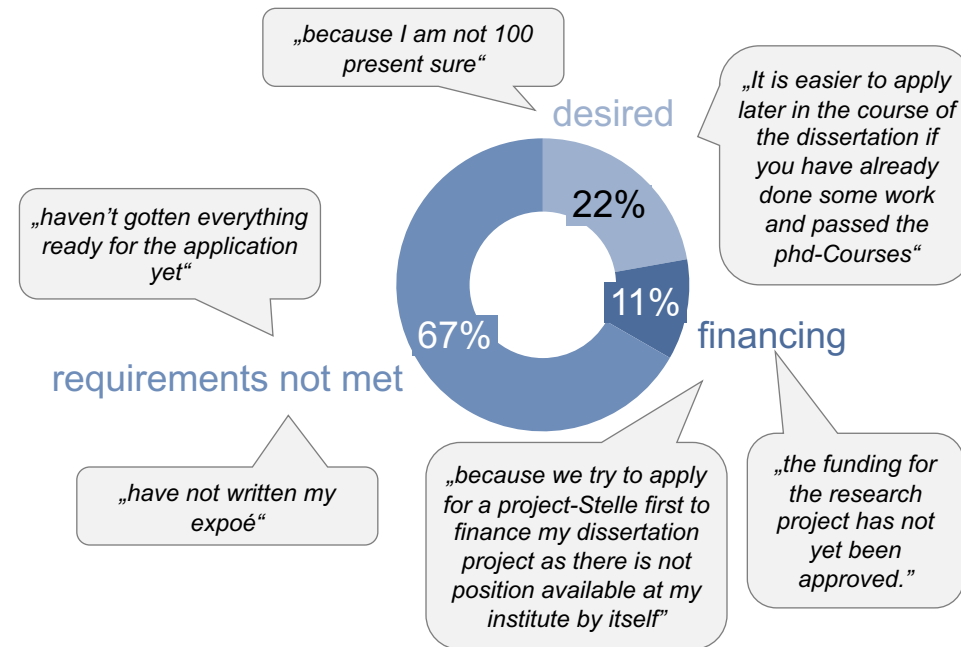 „because I am not 100
present sure“
desired
„It is easier to apply
later in the course of
the dissertation if
you have already
done some work
and passed the
phd-Courses“
22%
„haven’t gotten everything
ready for the application
yet“
11%
67%
financing
requirements not met
„have not written my
expoé“
„because we try to apply
for a project-Stelle first to
finance my dissertation
project as there is not
position available at my
institute by itself”
„the funding for
the research
project has not
yet been
approved.”